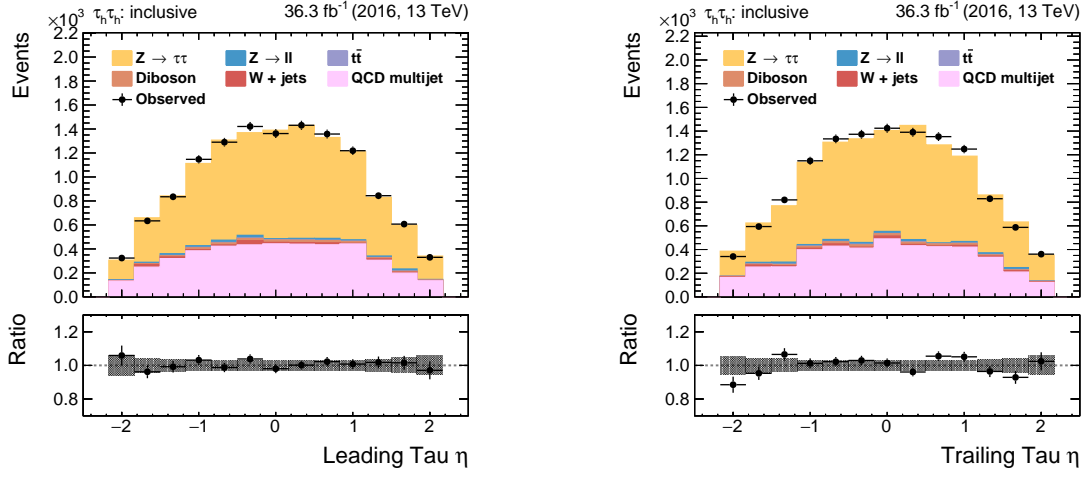 ×10³ τₕτₕ: inclusive 36.3 fb⁻¹ (2016, 13 TeV)
Events
2.2
2.0
1.8
1.6
1.4
1.2
1.0
0.8
0.6
0.4
0.2
0.0
Z → ττ Z → ll tt̄
Diboson W + jets QCD multijet
Observed
Ratio
1.2
1.0
0.8
−2 −1 0 1 2
Leading Tau η
×10³ τₕτₕ: inclusive 36.3 fb⁻¹ (2016, 13 TeV)
Events
2.2
2.0
1.8
1.6
1.4
1.2
1.0
0.8
0.6
0.4
0.2
0.0
Z → ττ Z → ll tt̄
Diboson W + jets QCD multijet
Observed
Ratio
1.2
1.0
0.8
−2 −1 0 1 2
Trailing Tau η